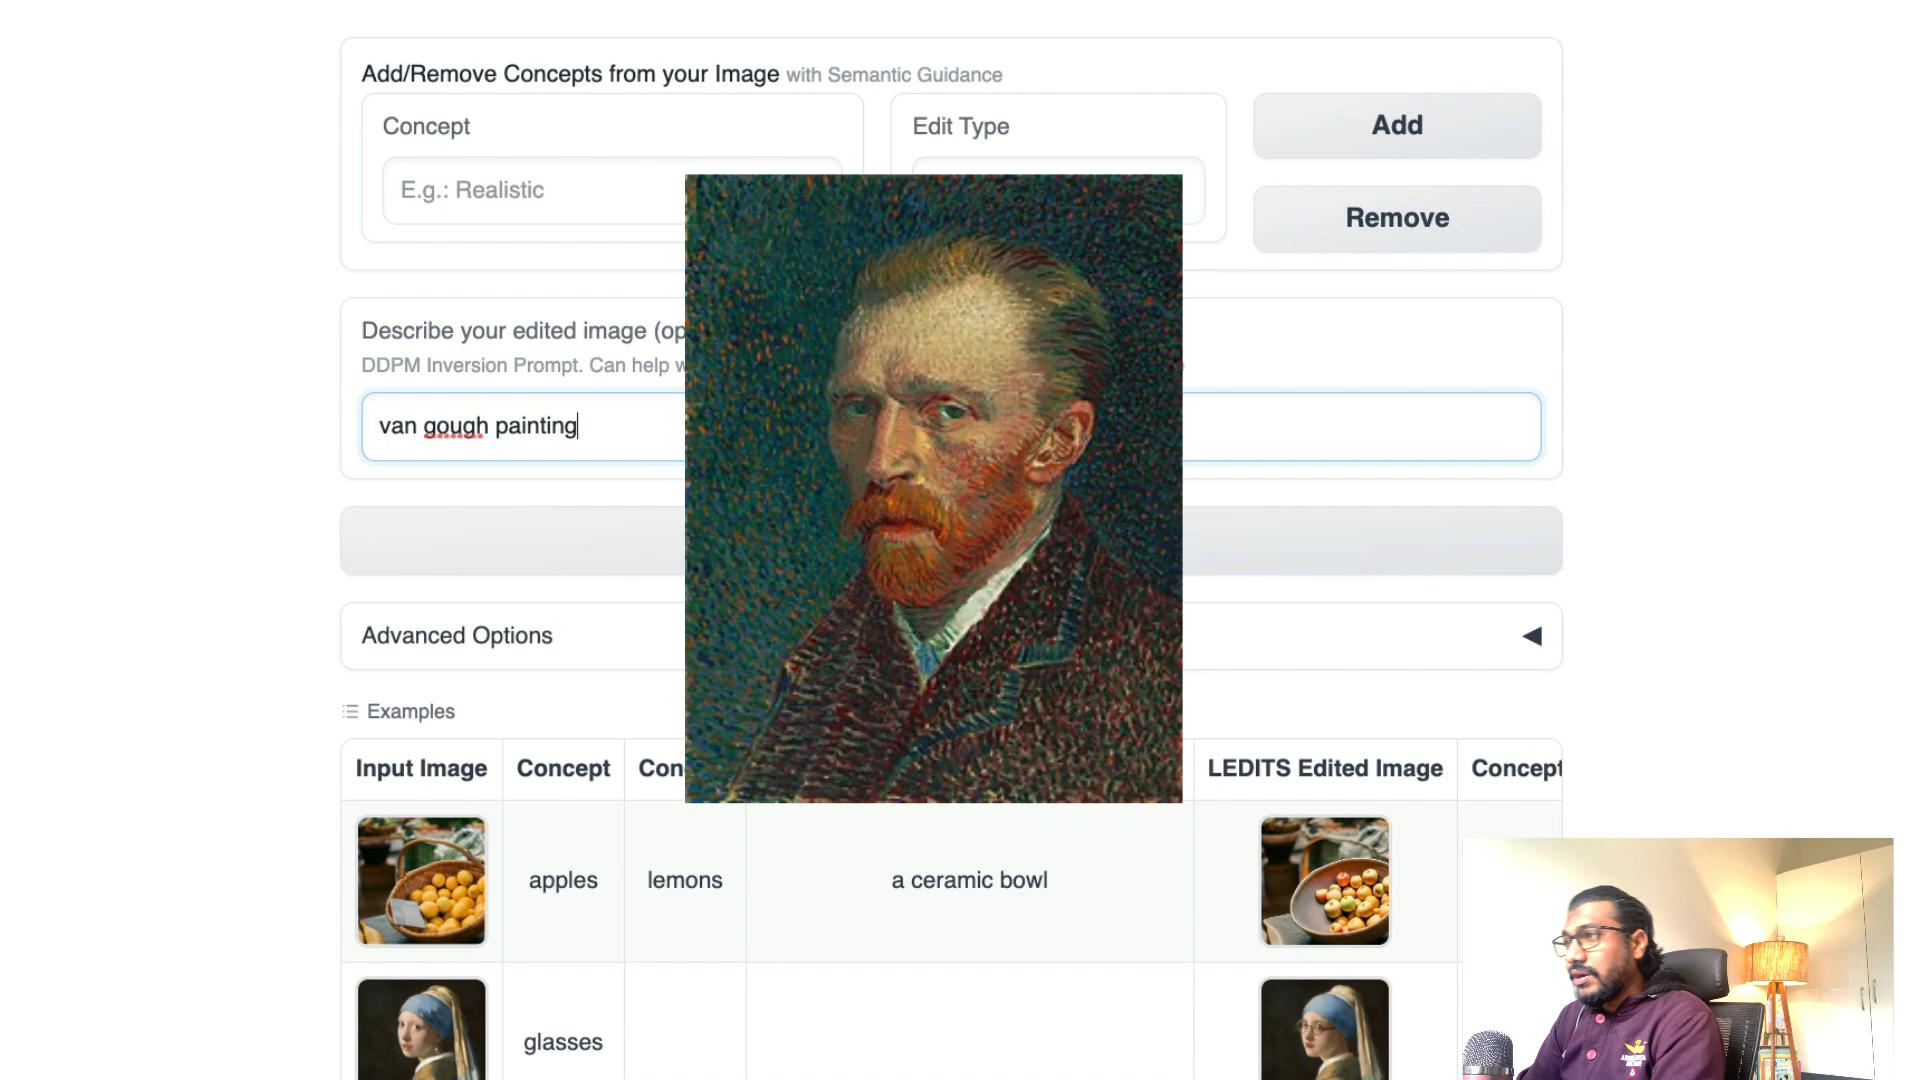 Add/Remove Concepts from your Image with Semantic Guidance
Concept
Edit Type
Add
E.g.: Realistic
Remove
Describe your edited image (op
DDPM Inversion Prompt. Can help
van gough painting
Advanced Options
Examples
Input Image Concept Con LEDITS Edited Image Concept
apples lemons a ceramic bowl
glasses